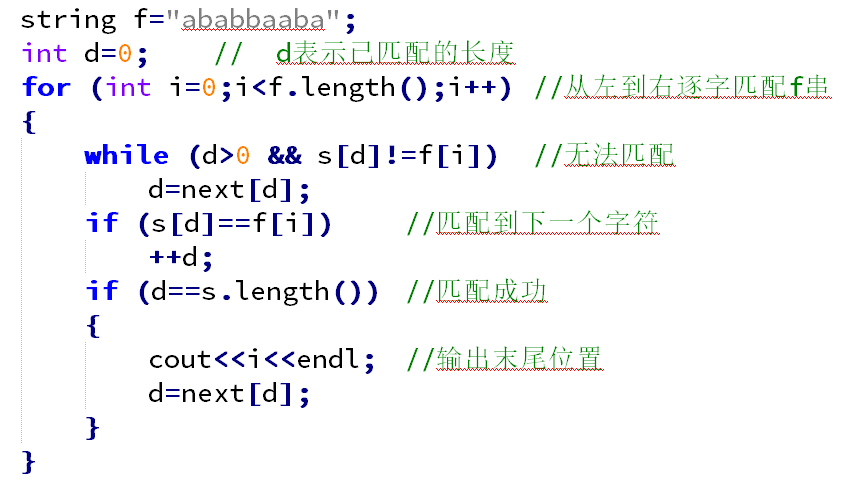 string f="ababbaaba";
int d=0;    //  d表示已匹配的长度
for (int i=0;i<f.length();i++) //从左到右逐字匹配f串
{
    while (d>0 && s[d]!=f[i])  //无法匹配
        d=next[d];
    if (s[d]==f[i])    //匹配到下一个字符
        ++d;
    if (d==s.length()) //匹配成功
    {
        cout<<i<<endl; //输出末尾位置
        d=next[d];
    }
}